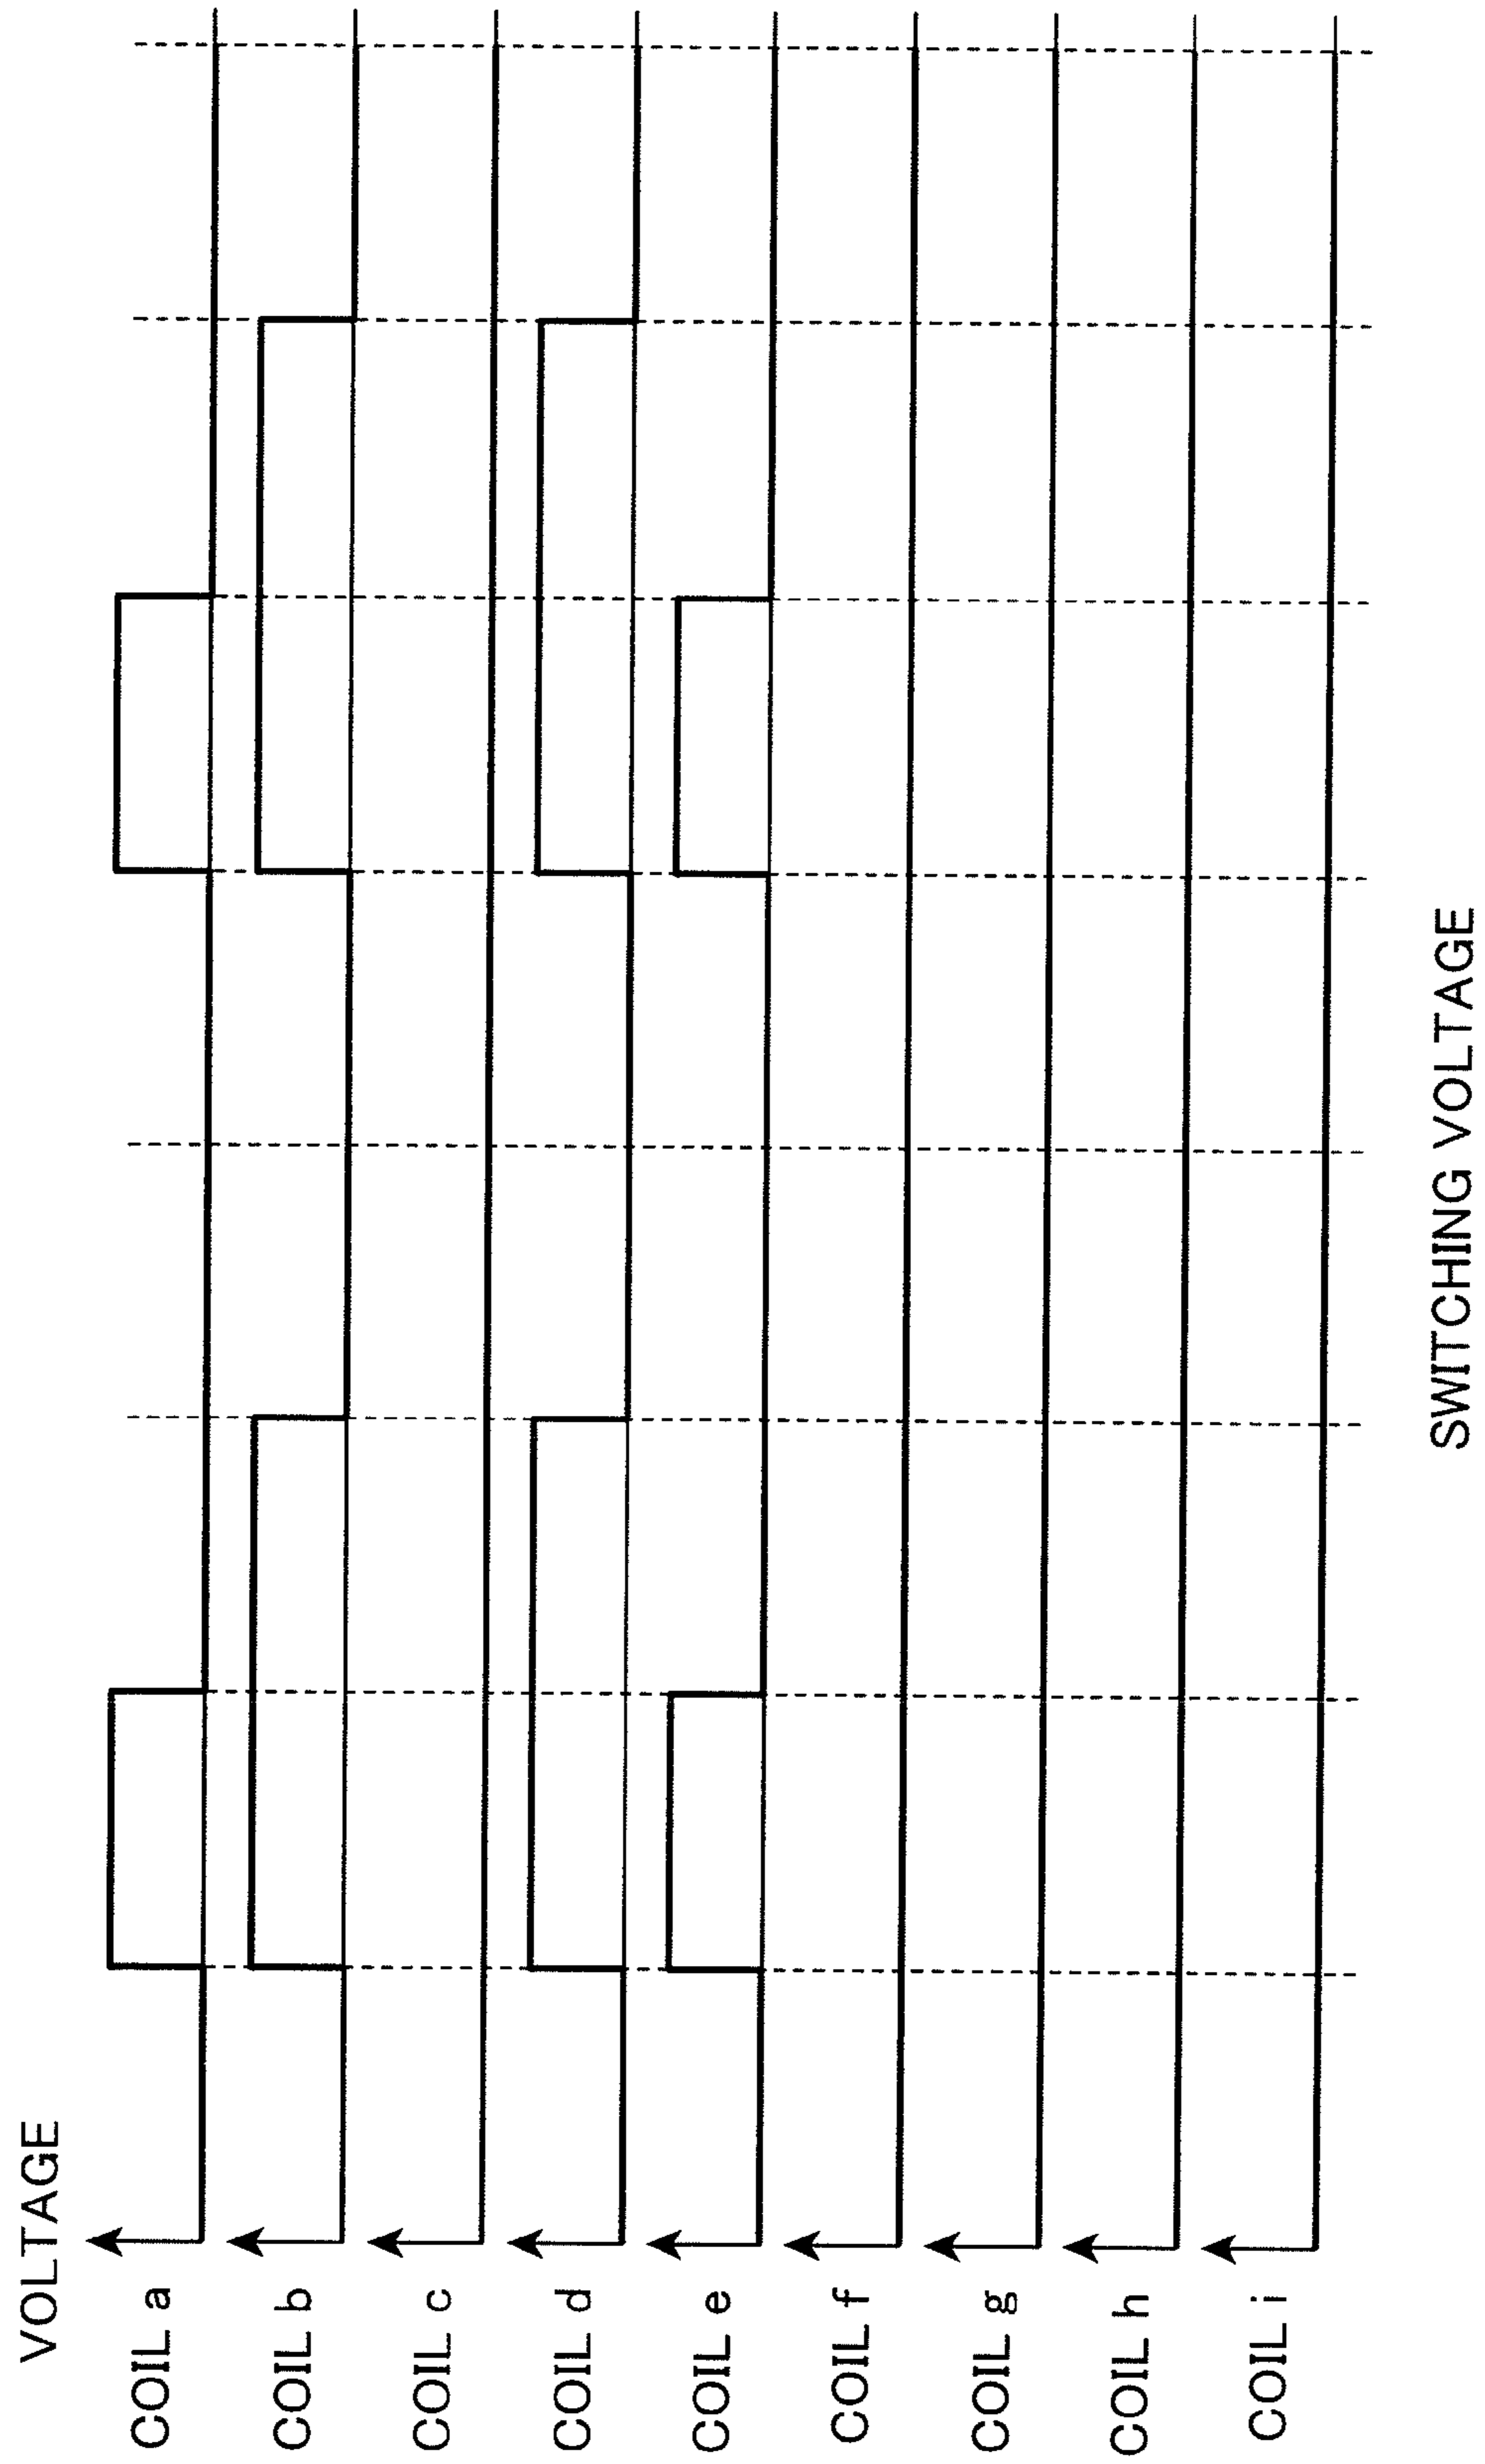 VOLTAGE
COIL a
COIL b
COIL c
COIL d
COIL e
COIL f
COIL g
COIL h
COIL i
SWITCHING VOLTAGE